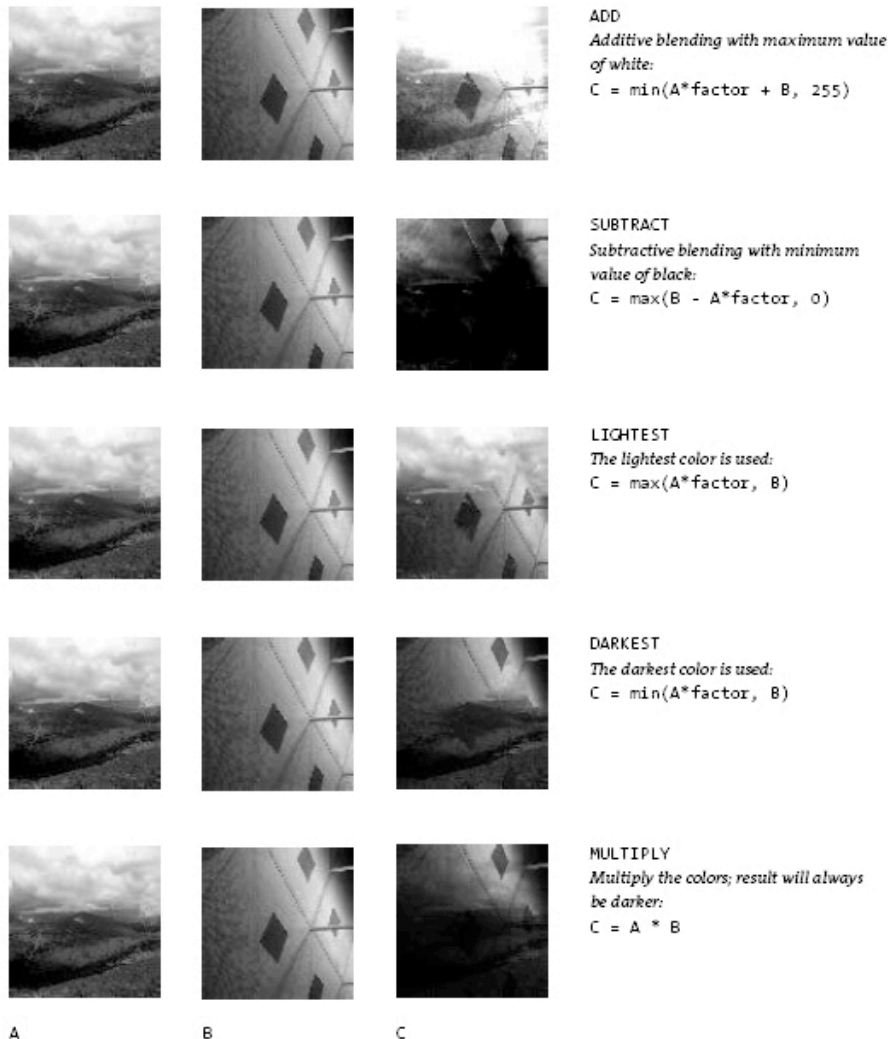 ADD
Additive blending with maximum value
of white:
C = min(A*factor + B, 255)
SUBTRACT
Subtractive blending with minimum
value of black:
C = max(B - A*factor, 0)
LIGHTEST
The lightest color is used:
C = max(A*factor, B)
DARKEST
The darkest color is used:
C = min(A*factor, B)
MULTIPLY
Multiply the colors; result will always
be darker:
C = A * B
A B C